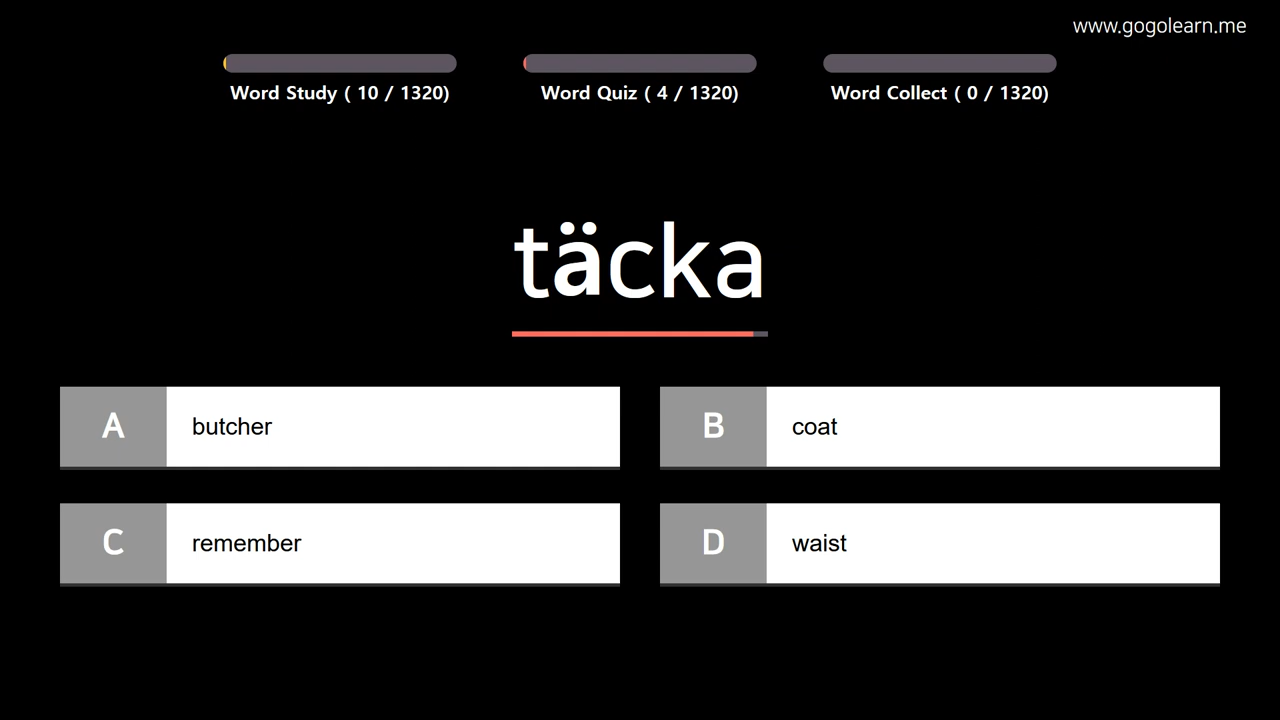 www.gogolearn.me
Word Study ( 10 / 1320)
Word Quiz ( 4 / 1320)
Word Collect ( 0 / 1320)
täcka
A butcher
B coat
C remember
D waist